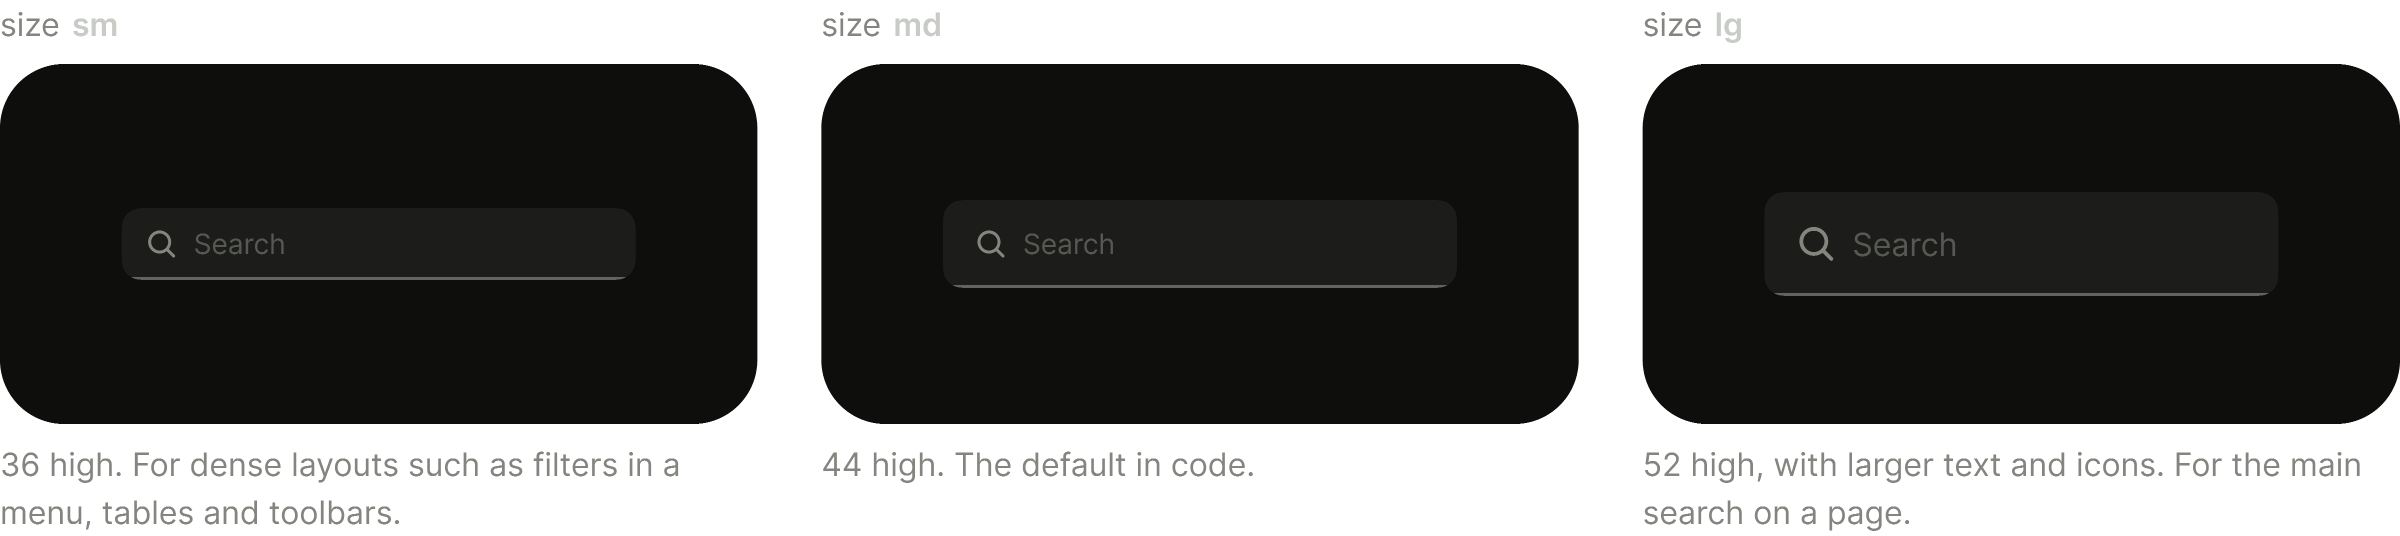 size sm
Search
36 high. For dense layouts such as filters in a
menu, tables and toolbars.
size md
Search
44 high. The default in code.
size lg
Search
52 high, with larger text and icons. For the main
search on a page.